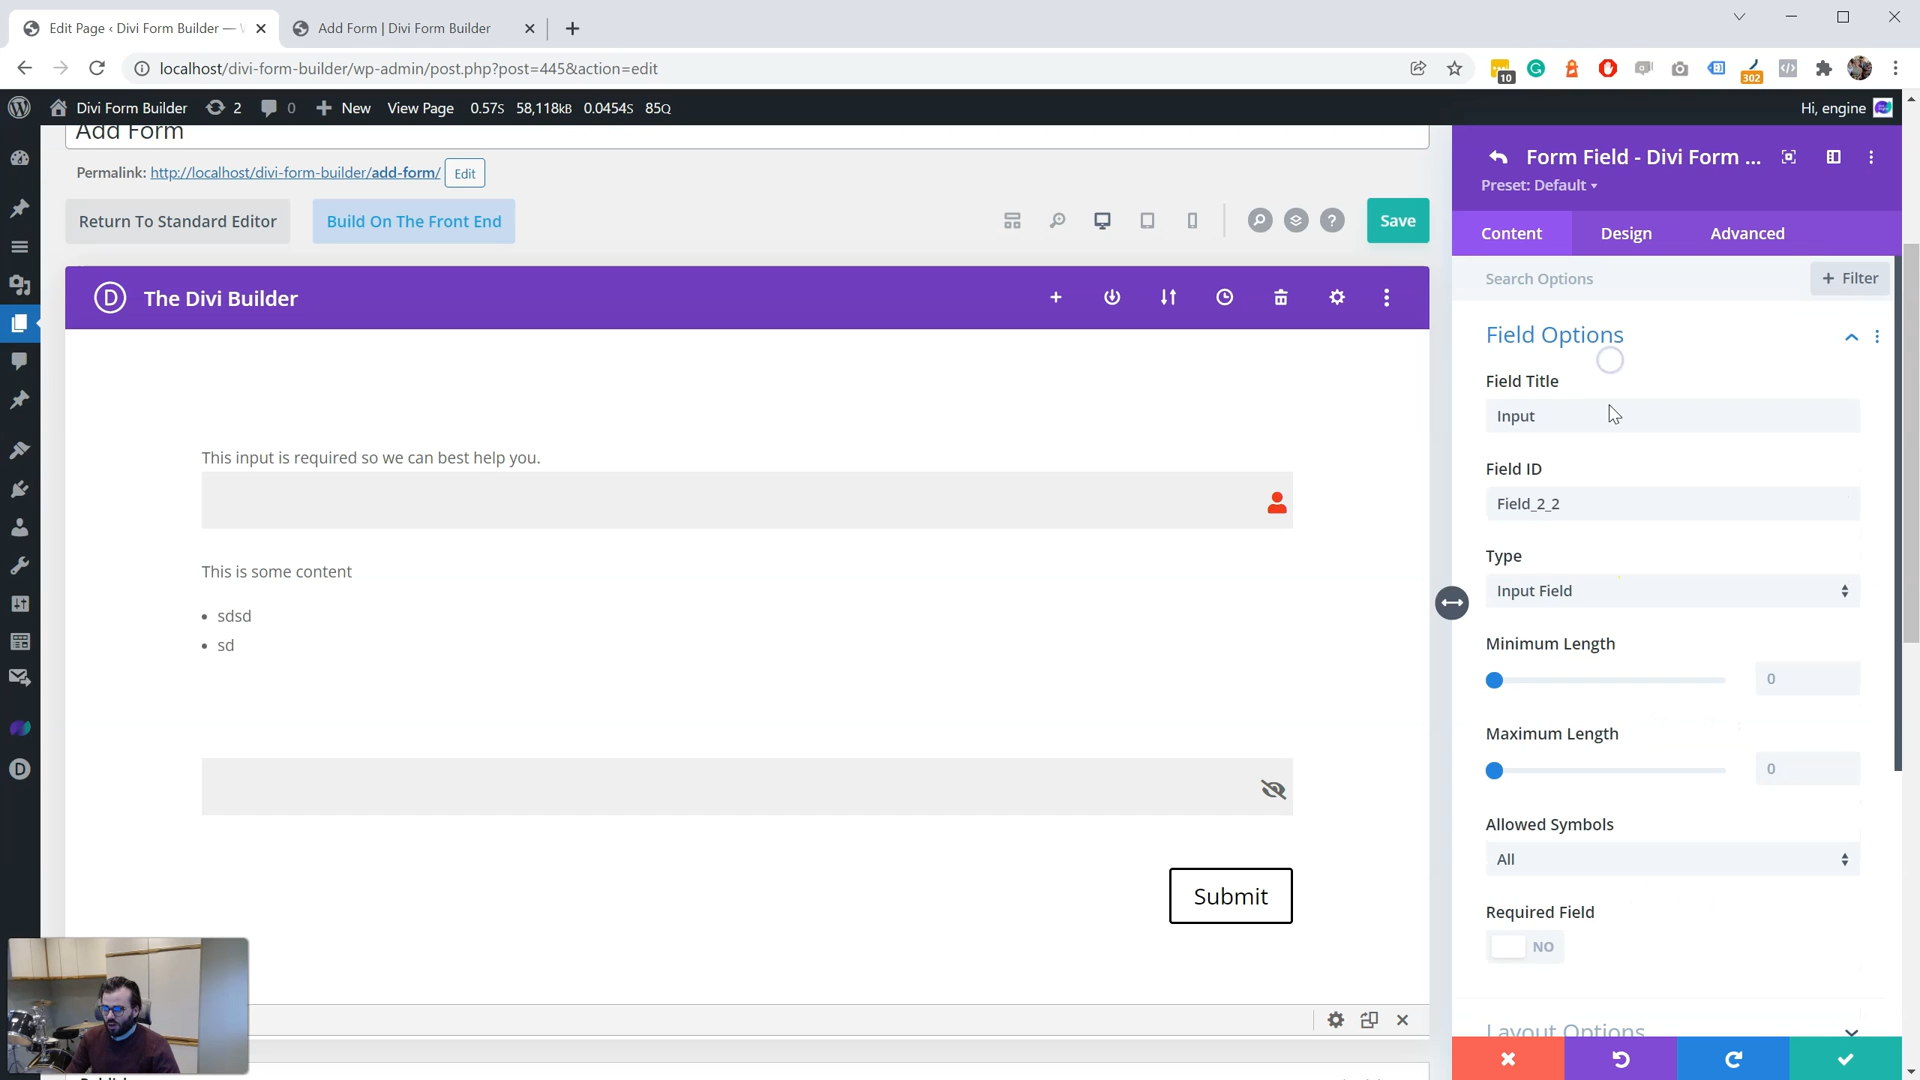 Edit Page ‹ Divi Form Builder —
Add Form | Divi Form Builder
localhost/divi-form-builder/wp-admin/post.php?post=445&action=edit
10
302
Divi Form Builder
2
0
New
View Page
0.57s
58,118kB
0.0454s
85Q
Hi, engine
Add Form
Permalink: http://localhost/divi-form-builder/add-form/
Edit
Return To Standard Editor
Build On The Front End
Save
D The Divi Builder
This input is required so we can best help you.
This is some content
• sdsd
• sd
Submit
Form Field - Divi Form ...
Preset: Default
Content
Design
Advanced
Search Options
+ Filter
Field Options
Field Title
Input
Field ID
Field_2_2
Type
Input Field
Minimum Length
0
Maximum Length
0
Allowed Symbols
All
Required Field
NO
Layout Options